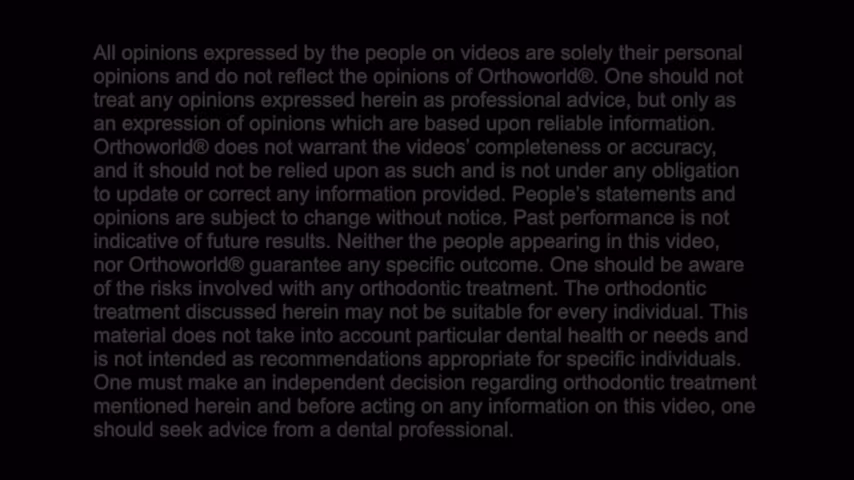 All opinions expressed by the people on videos are solely their personal
opinions and do not reflect the opinions of Orthoworld®. One should not
treat any opinions expressed herein as professional advice, but only as
an expression of opinions which are based upon reliable information.
Orthoworld® does not warrant the videos' completeness or accuracy,
and it should not be relied upon as such and is not under any obligation
to update or correct any information provided. People's statements and
opinions are subject to change without notice. Past performance is not
indicative of future results. Neither the people appearing in this video,
nor Orthoworld® guarantee any specific outcome. One should be aware
of the risks involved with any orthodontic treatment. The orthodontic
treatment discussed herein may not be suitable for every individual. This
material does not take into account particular dental health or needs and
is not intended as recommendations appropriate for specific individuals.
One must make an independent decision regarding orthodontic treatment
mentioned herein and before acting on any information on this video, one
should seek advice from a dental professional.